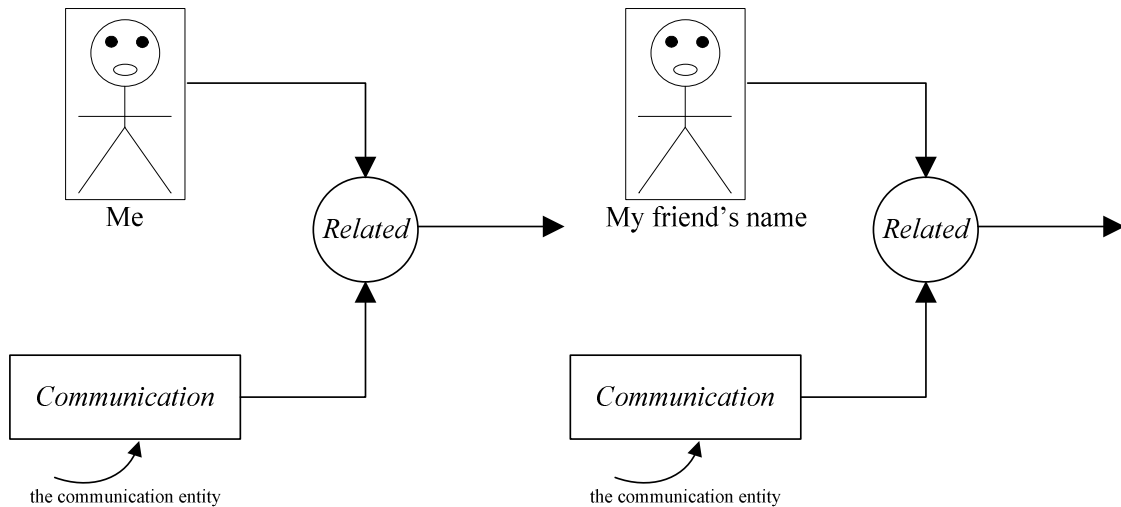 Me
Related
Communication
the communication entity
My friend’s name
Related
Communication
the communication entity